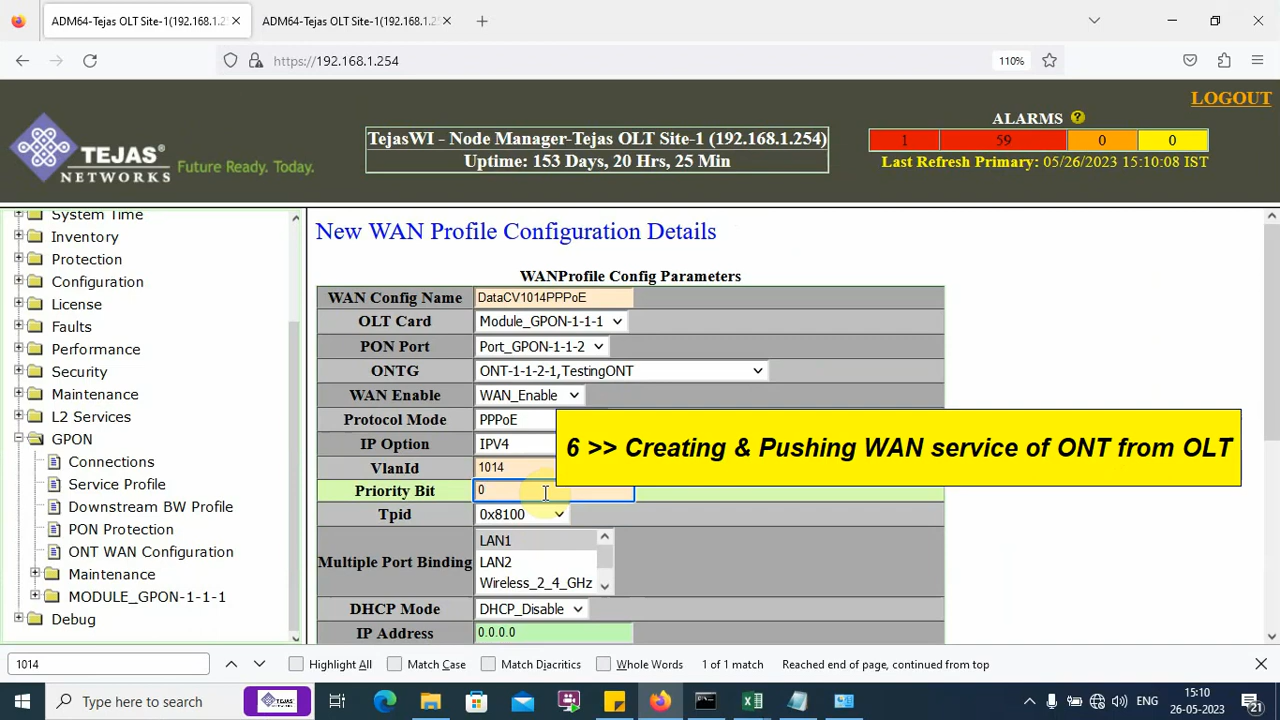 ADM64-Tejas OLT Site-1(192.168.1.25
ADM64-Tejas OLT Site-1(192.168.1.25
https://192.168.1.254
110%
LOGOUT
TEJAS
NETWORKS
Future Ready. Today.
TejasWI - Node Manager-Tejas OLT Site-1 (192.168.1.254)
Uptime: 153 Days, 20 Hrs, 25 Min
ALARMS ?
1 59 0 0
Last Refresh Primary: 05/26/2023 15:10:08 IST
System Time
Inventory
Protection
Configuration
License
Faults
Performance
Security
Maintenance
L2 Services
GPON
Connections
Service Profile
Downstream BW Profile
PON Protection
ONT WAN Configuration
Maintenance
MODULE_GPON-1-1-1
Debug
New WAN Profile Configuration Details
WANProfile Config Parameters
WAN Config Name DataCV1014PPPoE
OLT Card Module_GPON-1-1-1
PON Port Port_GPON-1-1-2
ONTG ONT-1-1-2-1,TestingONT
WAN Enable WAN_Enable
Protocol Mode PPPoE
IP Option IPV4
VlanId 1014
Priority Bit 0
Tpid 0x8100
Multiple Port Binding LAN1
LAN2
Wireless_2_4_GHz
DHCP Mode DHCP_Disable
IP Address 0.0.0.0
6 >> Creating & Pushing WAN service of ONT from OLT
1014 Highlight All Match Case Match Diacritics Whole Words 1 of 1 match Reached end of page, continued from top
Type here to search
TEJAS
ENG
15:10
26-05-2023
21